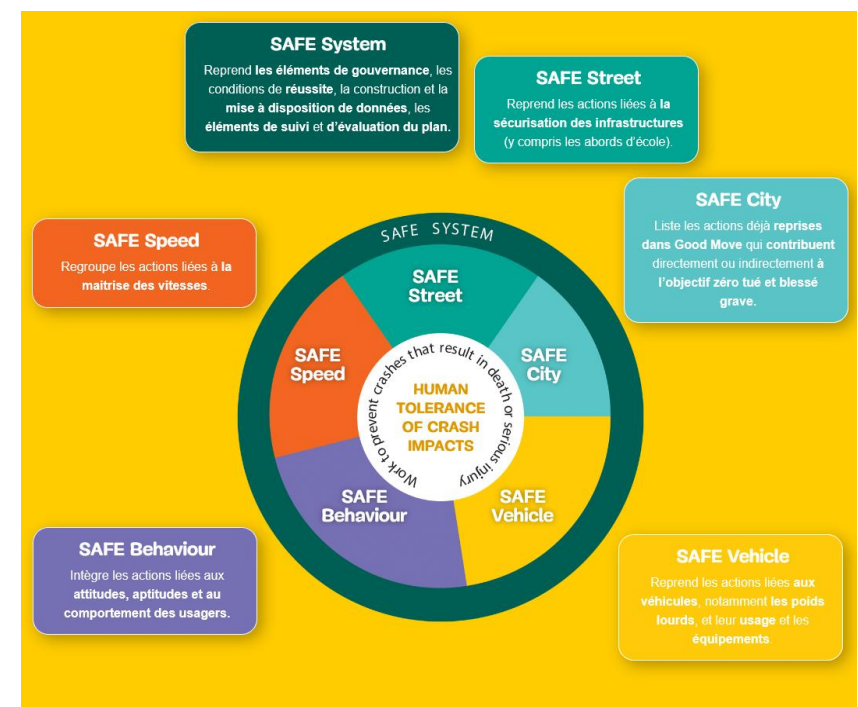 SAFE System
Reprend les éléments de gouvernance, les
conditions de réussite, la construction et la
mise à disposition de données, les
éléments de suivi et d'évaluation du plan.
SAFE Street
Reprend les actions liées à la
sécurisation des infrastructures
(y compris les abords d'école).
SAFE City
Liste les actions déjà reprises
dans Good Move qui contribuent
directement ou indirectement à
l'objectif zéro tué et blessé
grave.
SAFE Speed
Regroupe les actions liées à la
maitrise des vitesses.
SAFE SYSTEM
SAFE
Street
SAFE
Speed
SAFE
City
Work to prevent crashes that result in death or serious injury
HUMAN
TOLERANCE
OF CRASH
IMPACTS
SAFE
Behaviour
SAFE
Vehicle
SAFE Behaviour
Intègre les actions liées aux
attitudes, aptitudes et au
comportement des usagers.
SAFE Vehicle
Reprend les actions liées aux
véhicules, notamment les poids
lourds, et leur usage et les
équipements.